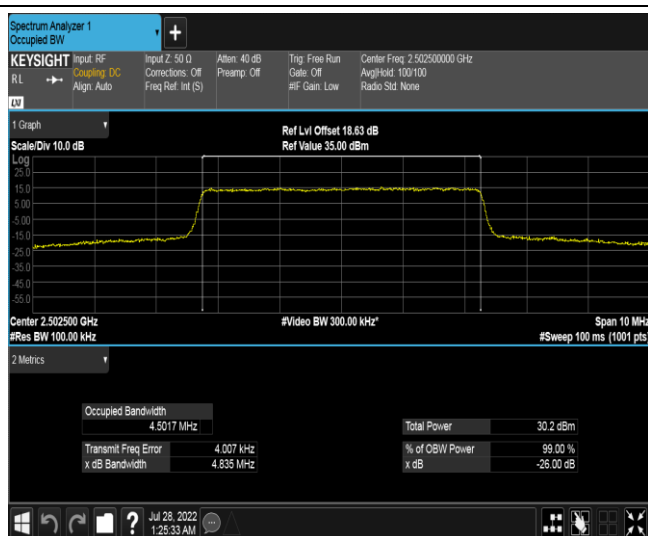 Spectrum Analyzer 1
Occupied BW
+
KEYSIGHT Input: RF Input Z: 50 Ω Atten: 40 dB Trig: Free Run Center Freq: 2.502500000 GHz
RL Coupling: DC Corrections: Off Preamp: Off Gate: Off Avg|Hold: 100/100
Align: Auto Freq Ref: Int (S) #IF Gain: Low Radio Std: None
LXI
1 Graph
Ref Lvl Offset 18.63 dB
Scale/Div 10.0 dB Ref Value 35.00 dBm
Log
25.0
15.0
5.00
-5.00
-15.0
-25.0
-35.0
-45.0
-55.0
Center 2.502500 GHz #Video BW 300.00 kHz* Span 10 MHz
#Res BW 100.00 kHz #Sweep 100 ms (1001 pts)
2 Metrics
Occupied Bandwidth
4.5017 MHz Total Power 30.2 dBm
Transmit Freq Error 4.007 kHz % of OBW Power 99.00 %
x dB Bandwidth 4.835 MHz x dB -26.00 dB
? Jul 28, 2022
1:25:33 AM